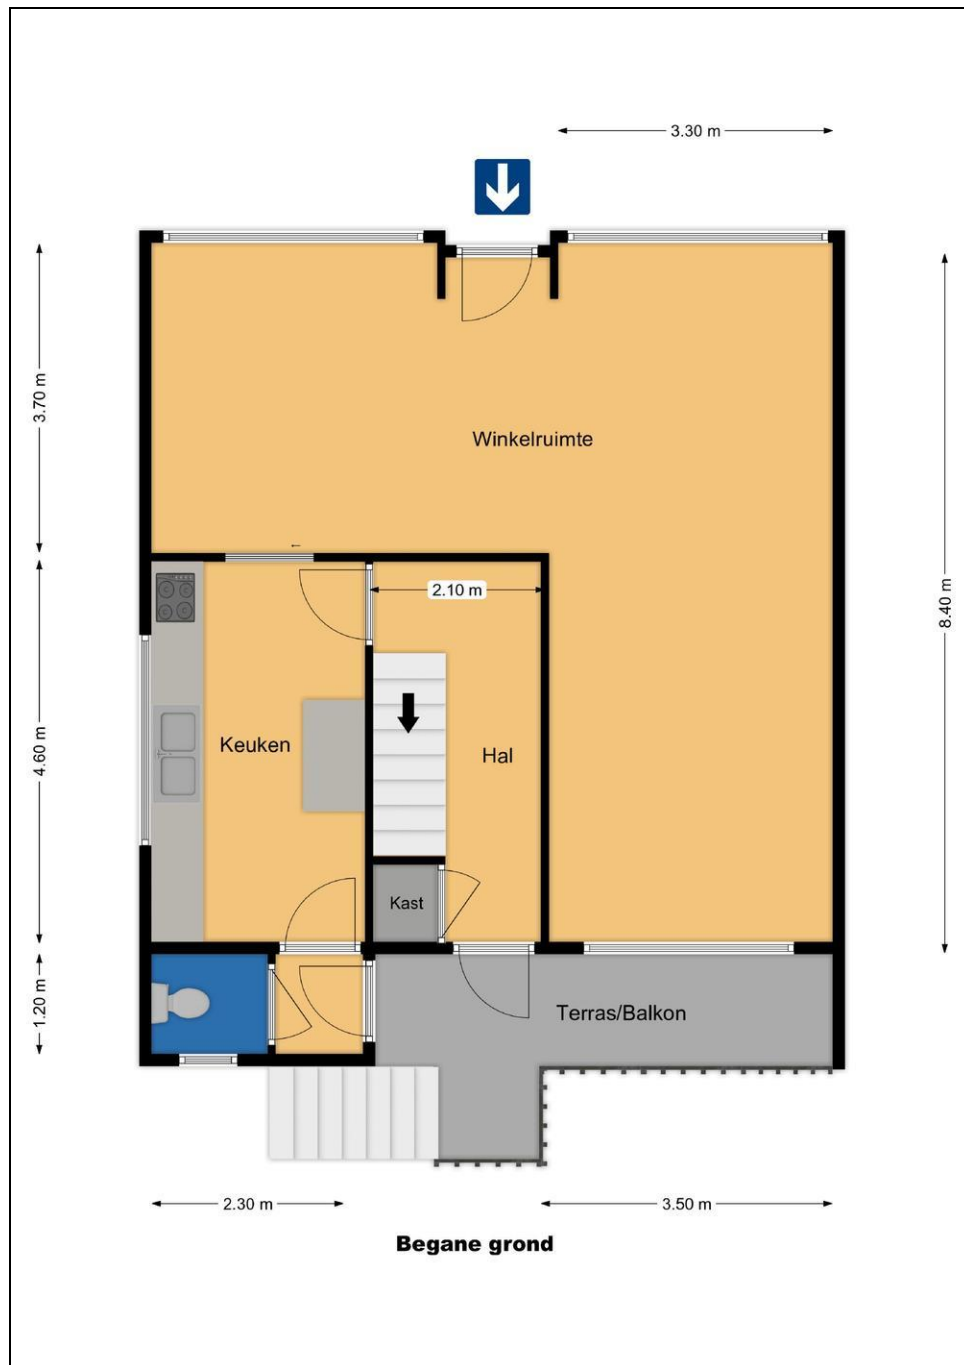 3.30 m
3.70 m
Winkelruimte
2.10 m
8.40 m
4.60 m
Keuken
Hal
Kast
1.20 m
Terras/Balkon
2.30 m
3.50 m
Begane grond